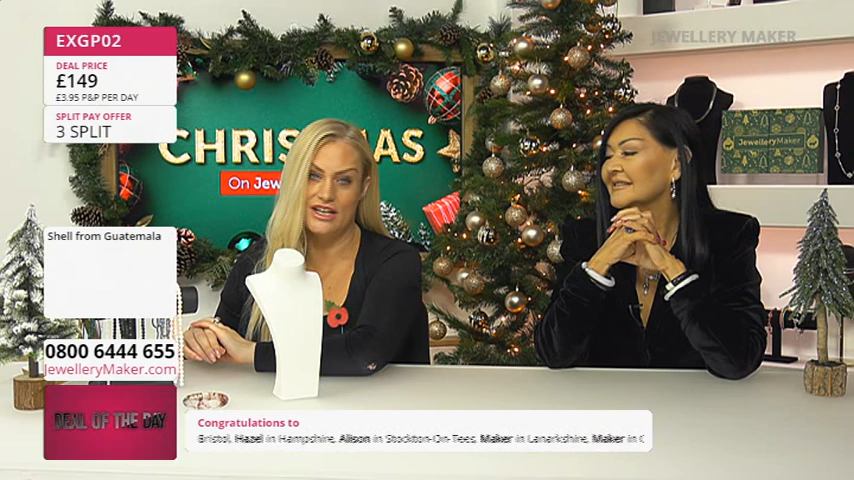 EXGP02
DEAL PRICE
£149
£3.95 P&P PER DAY
SPLIT PAY OFFER
3 SPLIT
JEWELLERY MAKER
CHRISTMAS
On Jew
JewelleryMaker
Shell from Guatemala
0800 6444 655
JewelleryMaker.com
DEAL OF THE DAY
Congratulations to
Bristol, Hazel in Hampshire, Alison in Stockton-On-Tees, Maker in Lanarkshire, Maker in